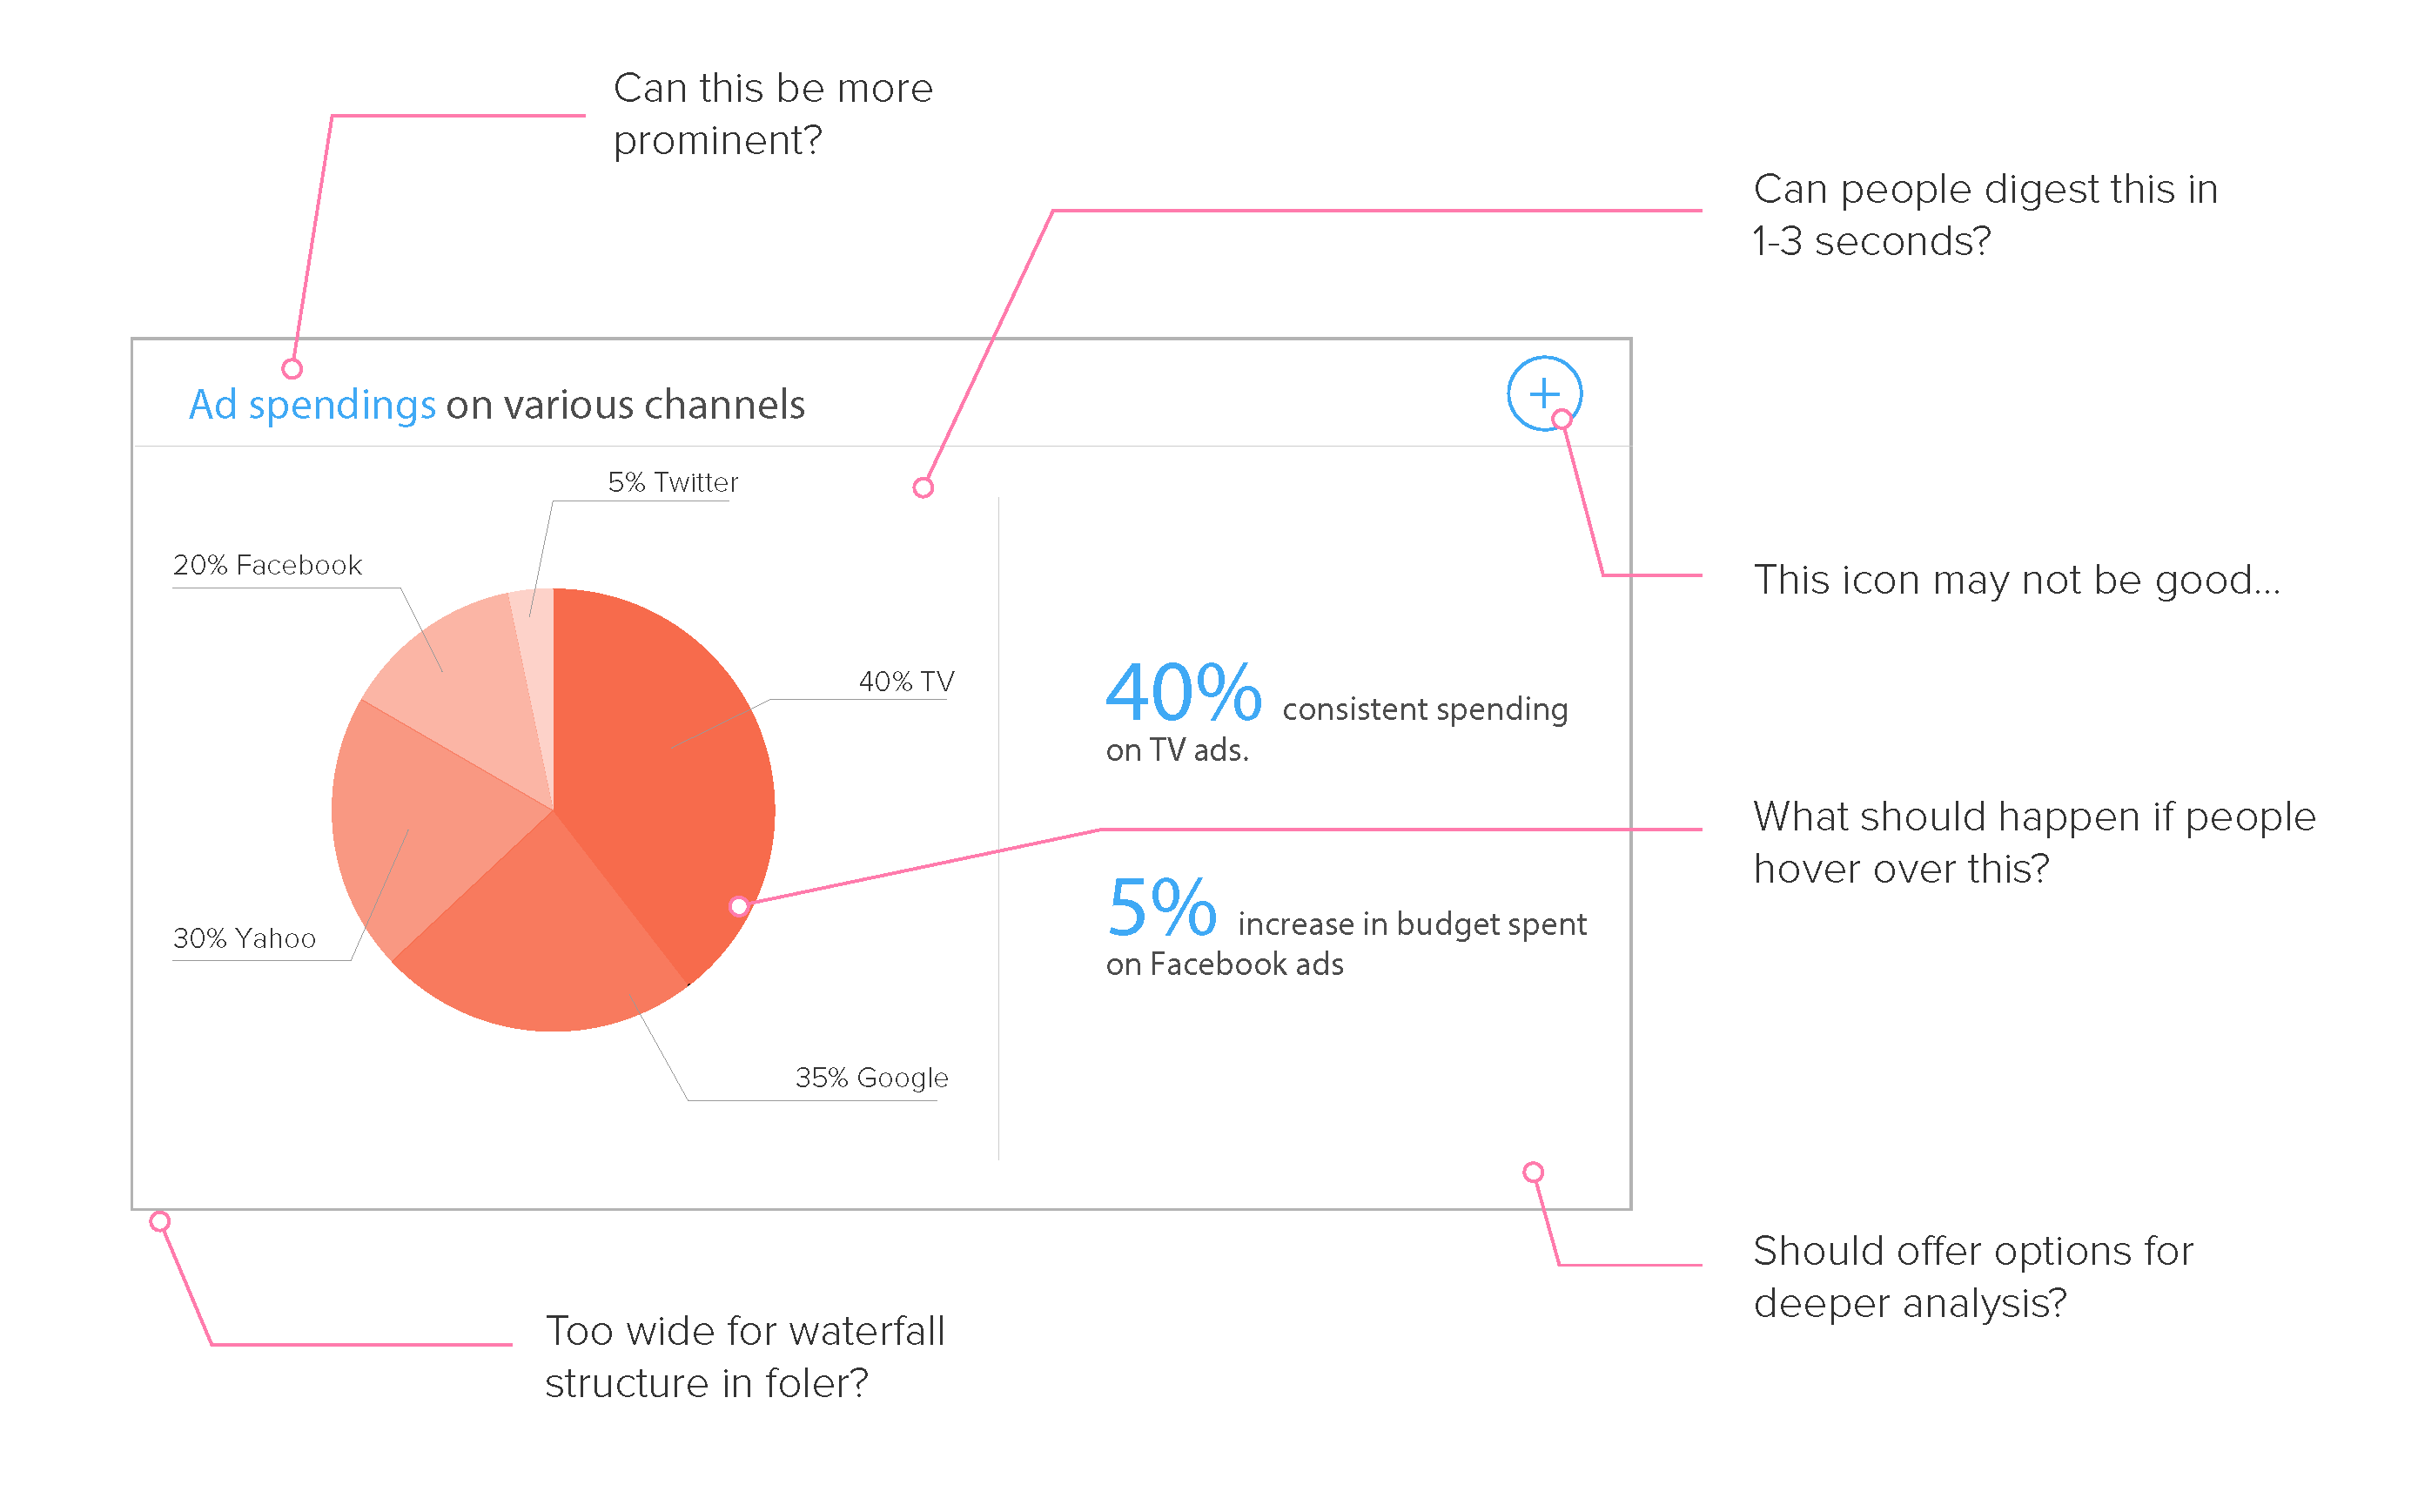 Can this be more
prominent?
Can people digest this in
1-3 seconds?
Ad spendings on various channels
+
5% Twitter
20% Facebook
40% TV
30% Yahoo
35% Google
40% consistent spending
on TV ads.
5% increase in budget spent
on Facebook ads
This icon may not be good...
What should happen if people
hover over this?
Should offer options for
deeper analysis?
Too wide for waterfall
structure in foler?